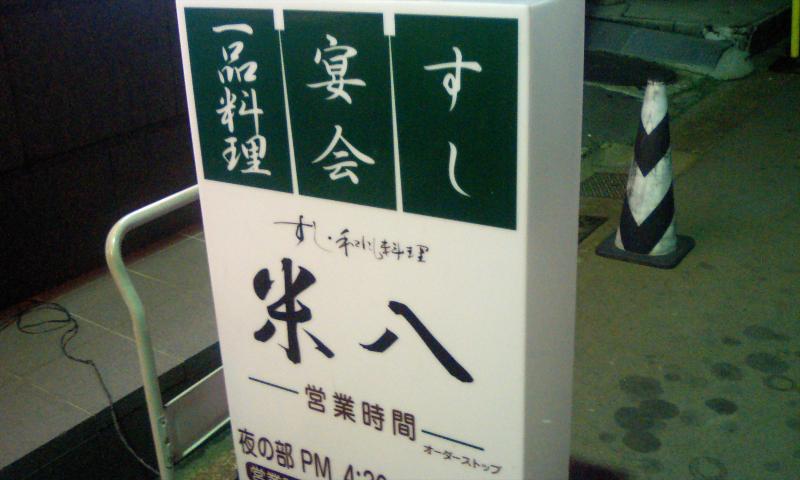 すし
宴会
一品料理
すし・和風料理
米八
営業時間
オーダーストップ
夜の部 PM 4:30